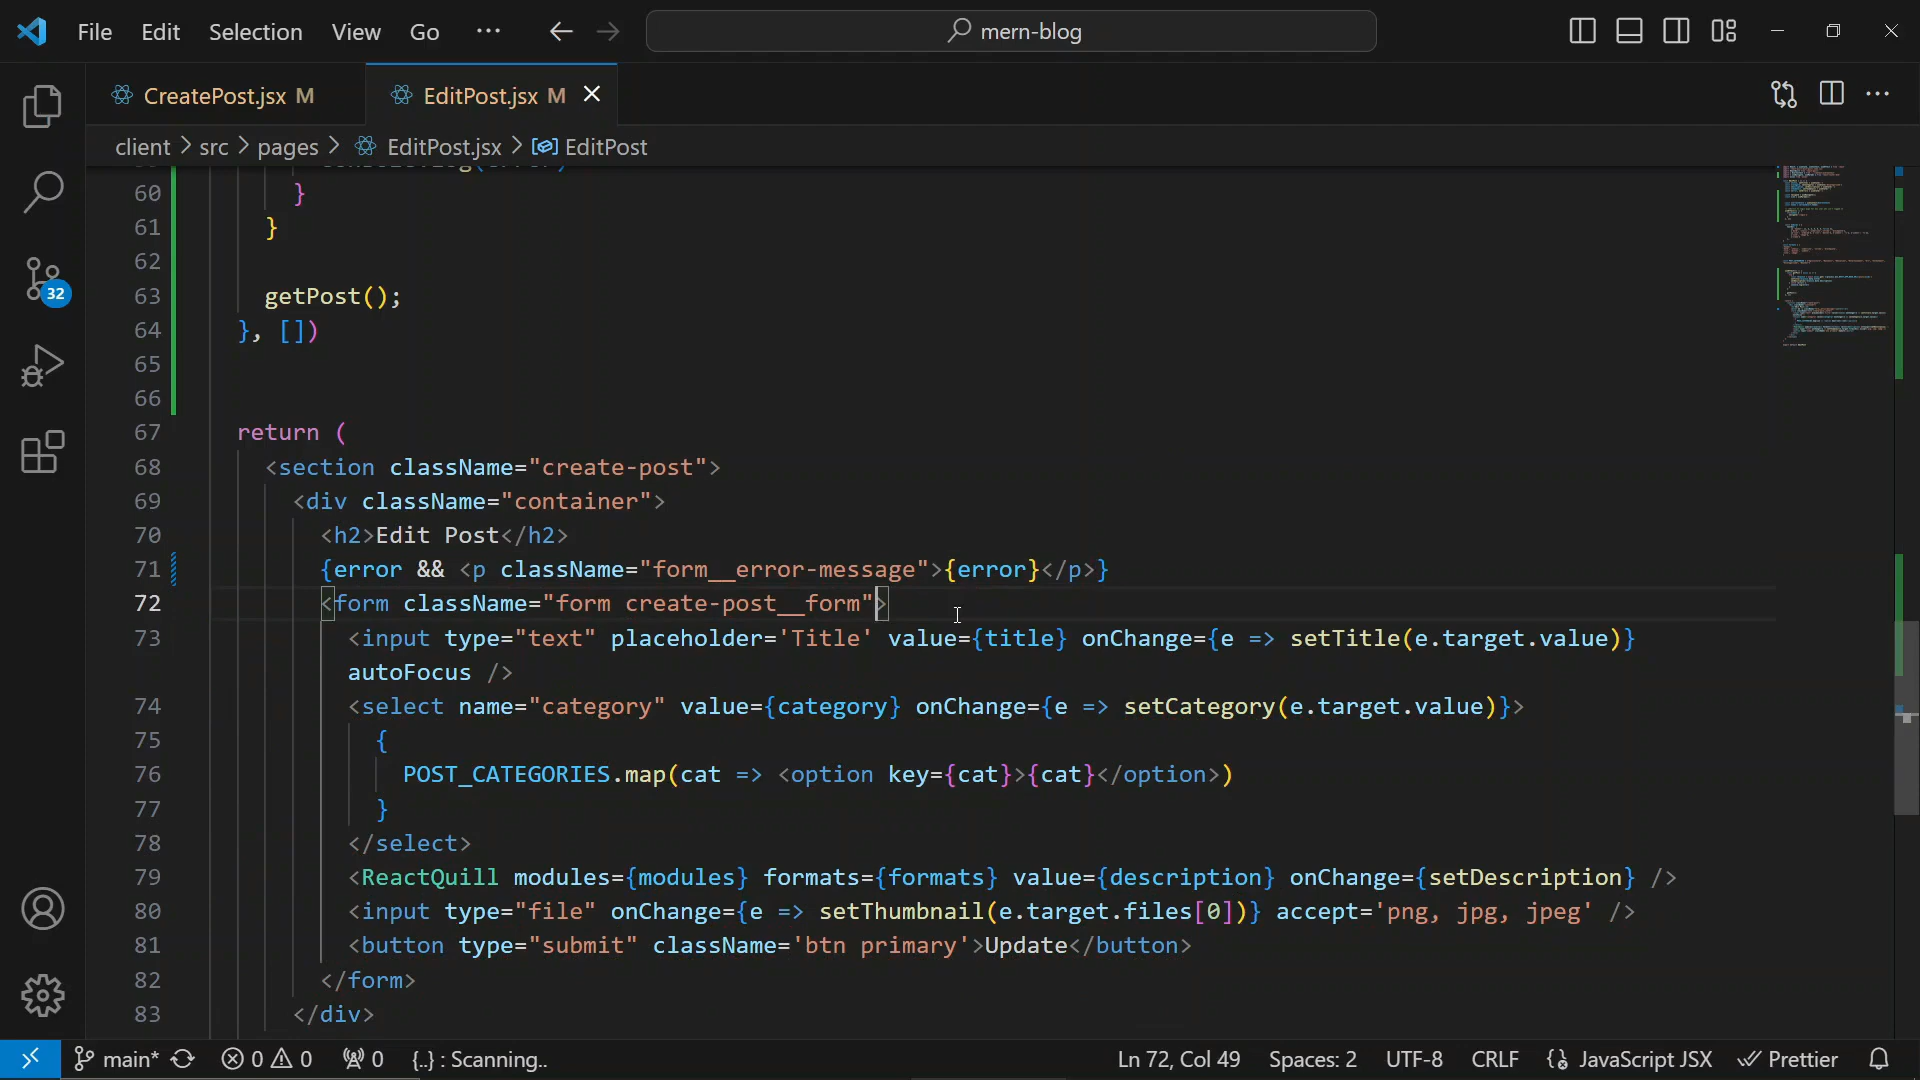 File Edit Selection View Go ··· mern-blog
CreatePost.jsx M EditPost.jsx M
client > src > pages > EditPost.jsx > EditPost
60 }
61 }
62
63 getPost();
64 }, [])
65
66
67 return (
68 <section className="create-post">
69 <div className="container">
70 <h2>Edit Post</h2>
71 {error && <p className="form__error-message">{error}</p>}
72 <form className="form create-post__form">
73 <input type="text" placeholder='Title' value={title} onChange={e => setTitle(e.target.value)}
autoFocus />
74 <select name="category" value={category} onChange={e => setCategory(e.target.value)}>
75 {
76 POST_CATEGORIES.map(cat => <option key={cat}>{cat}</option>)
77 }
78 </select>
79 <ReactQuill modules={modules} formats={formats} value={description} onChange={setDescription} />
80 <input type="file" onChange={e => setThumbnail(e.target.files[0])} accept='png, jpg, jpeg' />
81 <button type="submit" className='btn primary'>Update</button>
82 </form>
83 </div>
32
main* 0 0 0 {..} : Scanning.. Ln 72, Col 49 Spaces: 2 UTF-8 CRLF JavaScript JSX Prettier